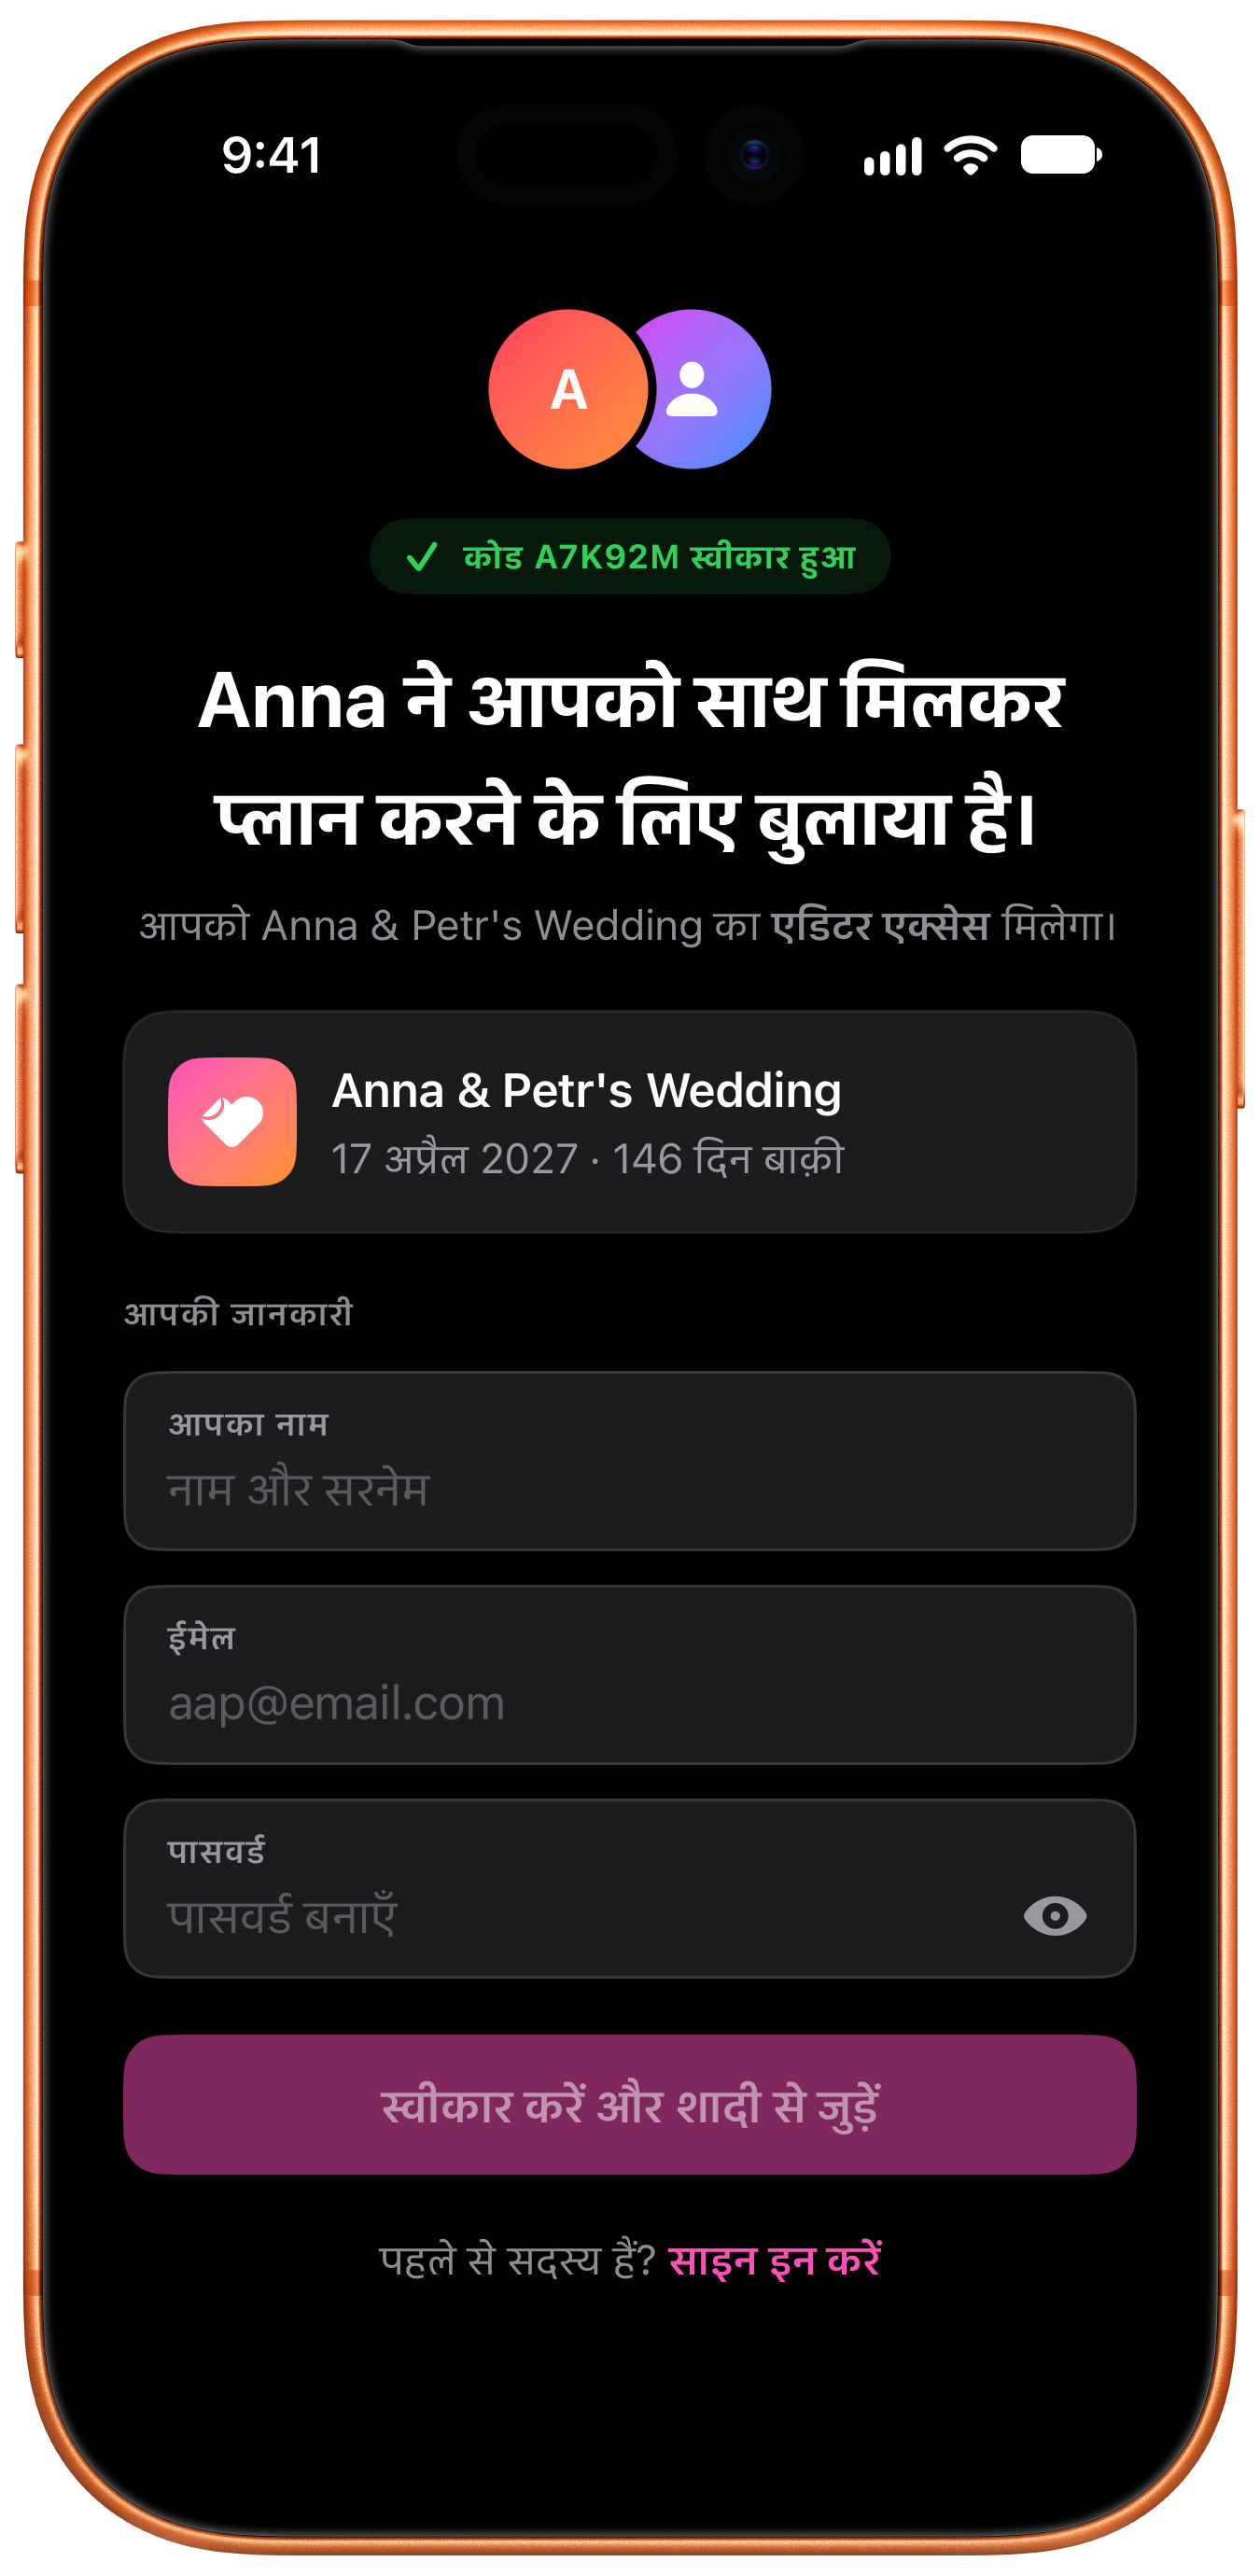 9:41
A
कोड A7K92M स्वीकार हुआ
Anna ने आपको साथ मिलकर
प्लान करने के लिए बुलाया है।
आपको Anna & Petr's Wedding का एडिटर एक्सेस मिलेगा।
Anna & Petr's Wedding
17 अप्रैल 2027 · 146 दिन बाक़ी
आपकी जानकारी
आपका नाम
नाम और सरनेम
ईमेल
aap@email.com
पासवर्ड
पासवर्ड बनाएँ
स्वीकार करें और शादी से जुड़ें
पहले से सदस्य हैं? साइन इन करें